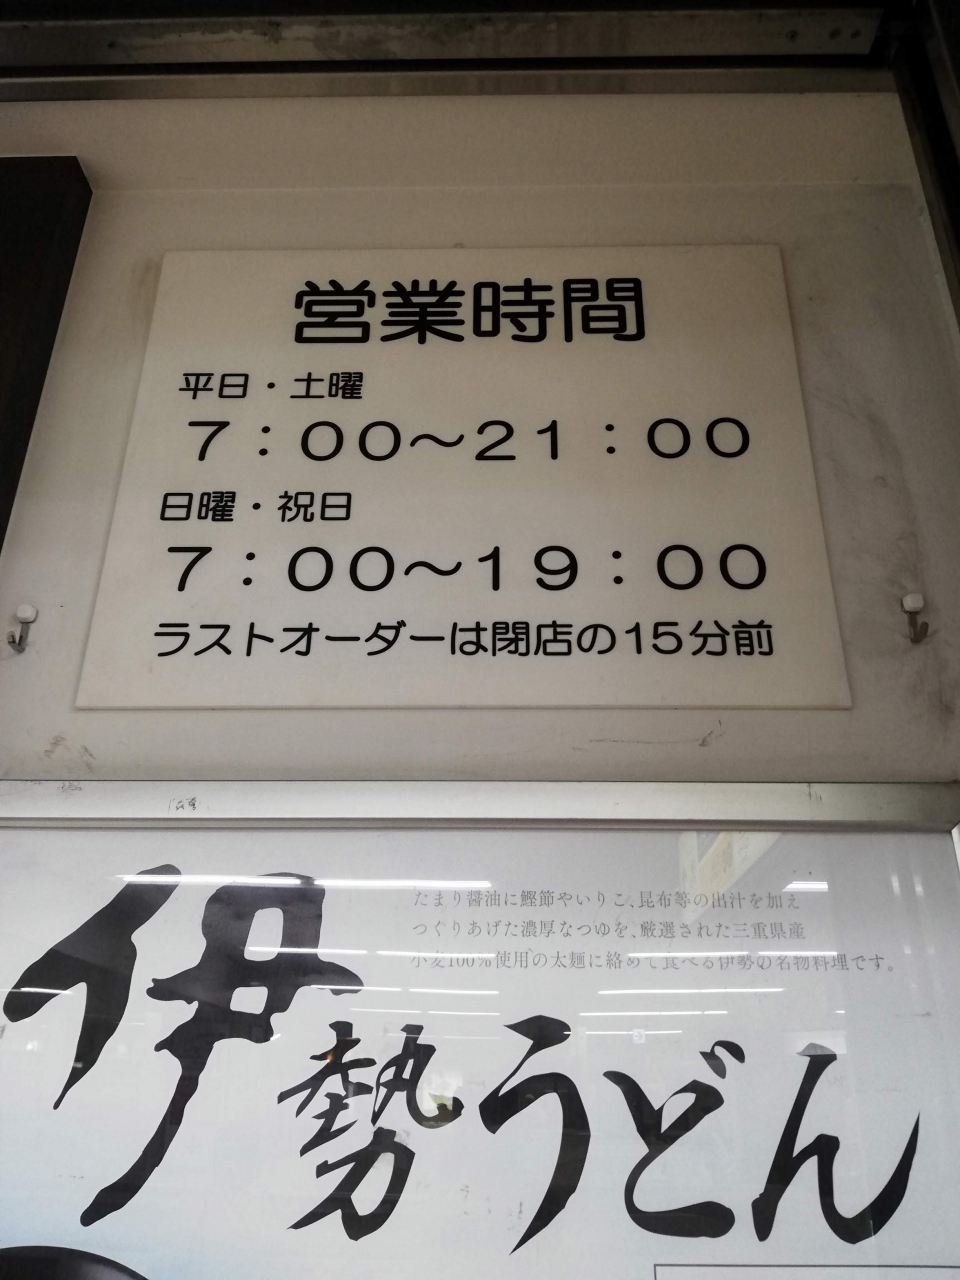 営業時間
平日・土曜
7：00～21：00
日曜・祝日
7：00～19：00
ラストオーダーは閉店の15分前
たまり醤油に鰹節やいりこ、昆布等の出汁を加え
つくりあげた濃厚なつゆを、厳選された三重県産
小麦100%使用の太麺に絡めて食べる伊勢の名物料理です。
伊勢うどん